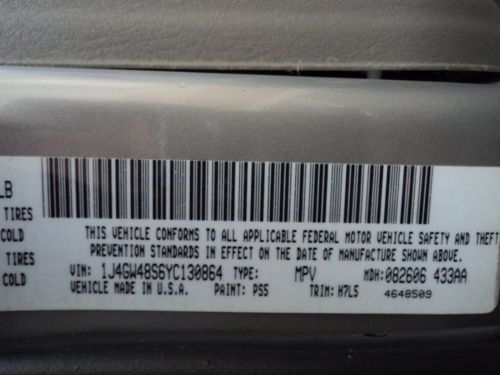 LB
TIRES
THIS VEHICLE CONFORMS TO ALL APPLICABLE FEDERAL MOTOR VEHICLE SAFETY AND THEFT
COLD
PREVENTION STANDARDS IN EFFECT ON THE DATE OF MANUFACTURE SHOWN ABOVE.
TIRES
VIN: 1J4GW48S6YC130864 TYPE: MPV MDH: 082606 433AA
COLD
VEHICLE MADE IN U.S.A. PAINT: PS5 TRIM: H7L5 4648509